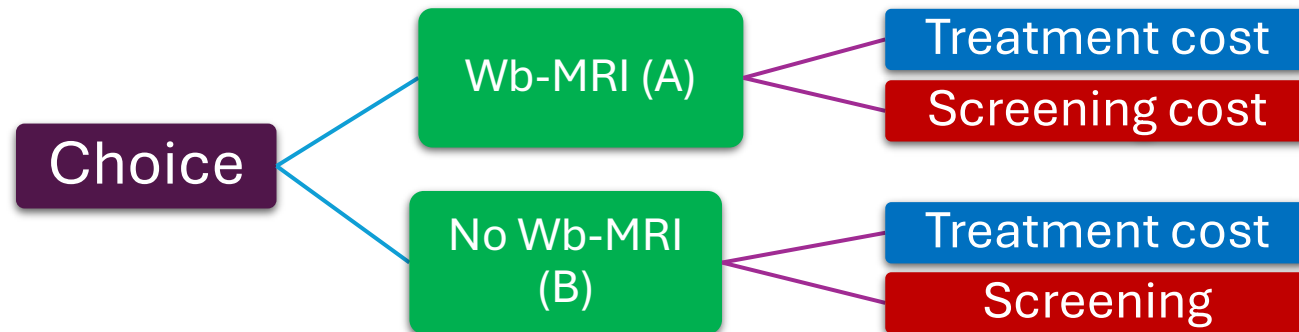 Choice
Wb-MRI (A)
Treatment cost
Screening cost
No Wb-MRI
(B)
Treatment cost
Screening